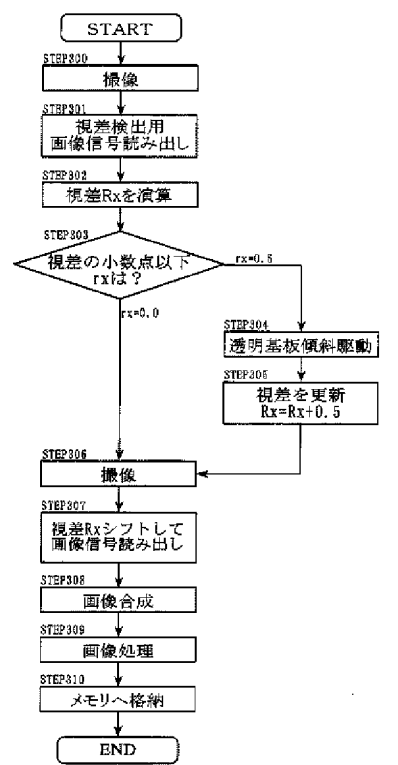 START
STEP300
撮像
STEP301
視差検出用
画像信号読み出し
STEP302
視差Rxを演算
STEP303
視差の小数点以下
rxは？
rx=0.5
rx=0.0
STEP304
透明基板傾斜駆動
STEP305
視差を更新
Rx=Rx+0.5
STEP306
撮像
STEP307
視差Rxシフトして
画像信号読み出し
STEP308
画像合成
STEP309
画像処理
STEP310
メモリへ格納
END